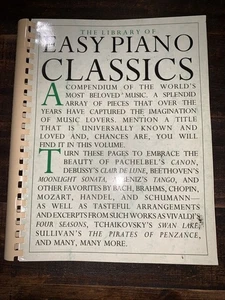 THE LIBRARY OF
EASY PIANO
CLASSICS
A COMPENDIUM OF THE WORLD'S
MOST BELOVED MUSIC. A SPLENDID
ARRAY OF PIECES THAT OVER THE
YEARS HAVE CAPTURED THE IMAGINATION
OF MUSIC LOVERS. MENTION A TITLE
THAT IS UNIVERSALLY KNOWN AND
LOVED AND, CHANCES ARE, YOU WILL
FIND IT IN THIS VOLUME.
TURN THESE PAGES TO EMBRACE THE
BEAUTY OF PACHELBEL'S CANON,
DEBUSSY'S CLAIR DE LUNE, BEETHOVEN'S
MOONLIGHT SONATA, ALBENIZ'S TANGO, AND
OTHER FAVORITES BY BACH, BRAHMS, CHOPIN,
MOZART, HANDEL, AND SCHUMANN—
AS WELL AS TASTEFUL ARRANGEMENTS
AND EXCERPTS FROM SUCH WORKS AS VIVALDI'S
FOUR SEASONS, TCHAIKOVSKY'S SWAN LAKE,
SULLIVAN'S THE PIRATES OF PENZANCE,
AND MANY, MANY MORE.